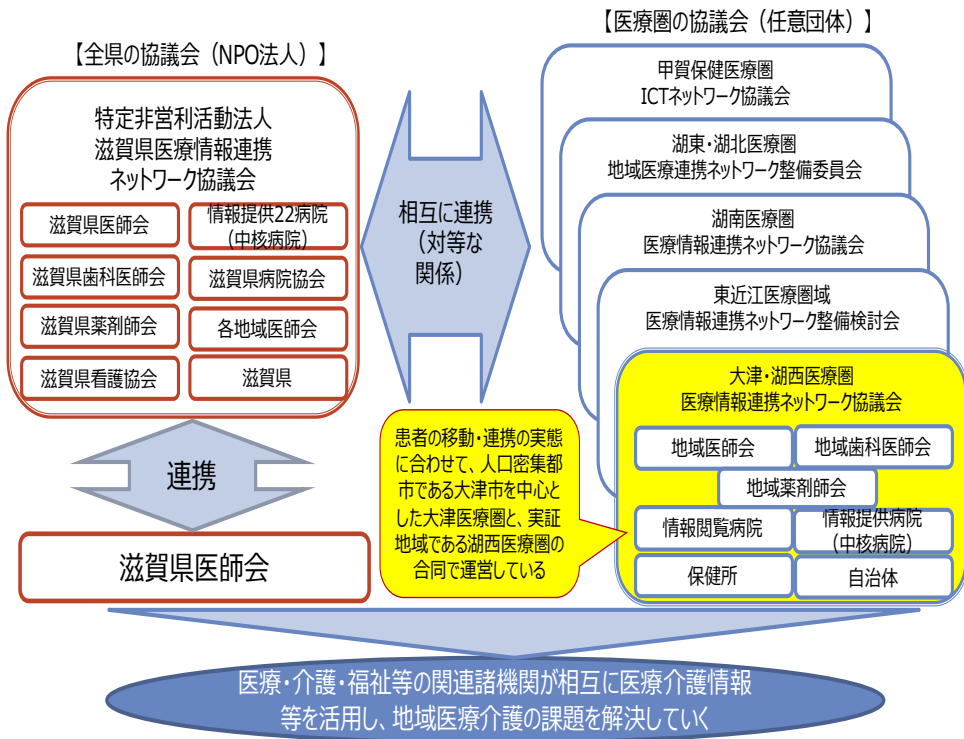 【全県の協議会（NPO法人）】
特定非営利活動法人
滋賀県医療情報連携
ネットワーク協議会
滋賀県医師会
情報提供22病院
（中核病院）
滋賀県歯科医師会
滋賀県病院協会
滋賀県薬剤師会
各地域医師会
滋賀県看護協会
滋賀県
連携
滋賀県医師会
相互に連携
（対等な
関係）
【医療圏の協議会（任意団体）】
甲賀保健医療圏
ICTネットワーク協議会
湖東・湖北医療圏
地域医療連携ネットワーク整備委員会
湖南医療圏
医療情報連携ネットワーク協議会
東近江医療圏域
医療情報連携ネットワーク整備検討会
大津・湖西医療圏
医療情報連携ネットワーク協議会
地域医師会
地域歯科医師会
地域薬剤師会
情報閲覧病院
情報提供病院
（中核病院）
保健所
自治体
患者の移動・連携の実態
に合わせて、人口密集都
市である大津市を中心と
した大津医療圏と、実証
地域である湖西医療圏の
合同で運営している
医療・介護・福祉等の関連諸機関が相互に医療介護情報
等を活用し、地域医療介護の課題を解決していく